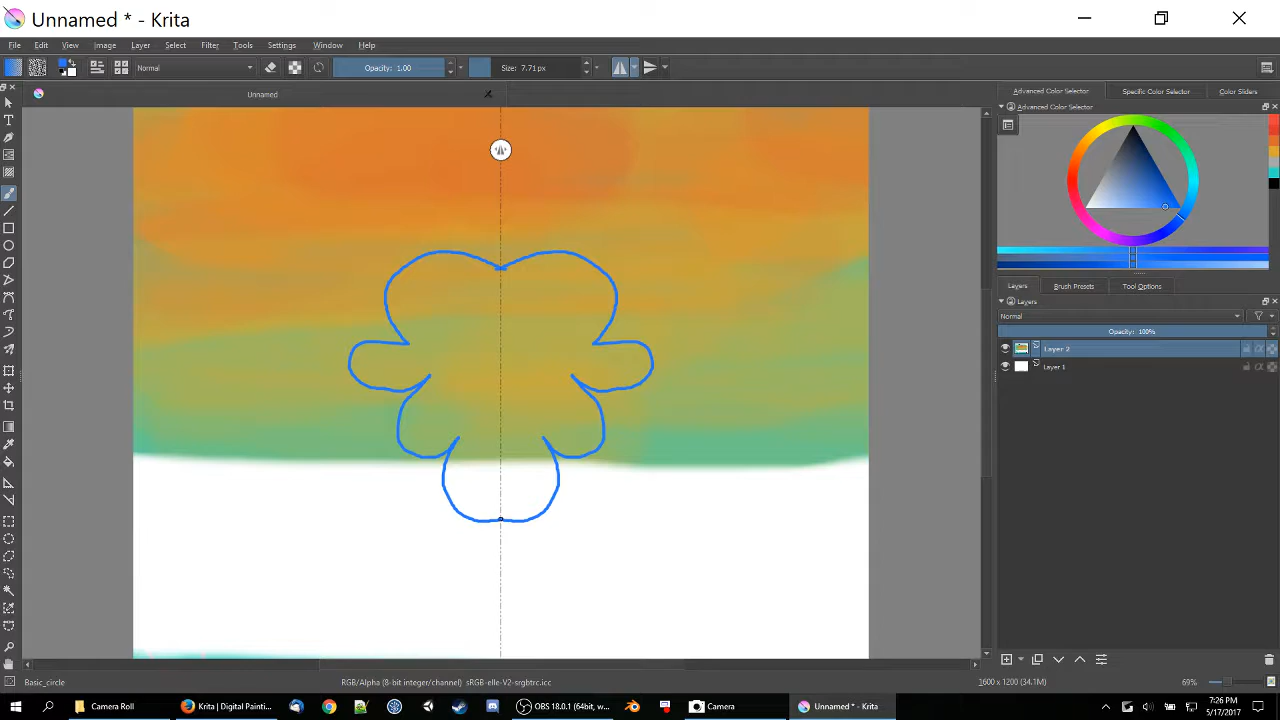 Unnamed * - Krita
File Edit View Image Layer Select Filter Tools Settings Window Help
Normal Opacity: 1.00 Size: 7.71 px
Unnamed
Advanced Color Selector Specific Color Selector Color Sliders
Advanced Color Selector
Layers Brush Presets Tool Options
Layers
Normal
Opacity: 100%
Layer 2
Layer 1
Basic_circle RGB/Alpha (8-bit integer/channel) sRGB-elle-V2-srgbtrc.icc 1600 x 1200 (34.1M) 69%
Camera Roll Krita | Digital Painti... OBS 18.0.1 (64bit, w... Camera Unnamed * - Krita 7:26 PM
5/17/2017